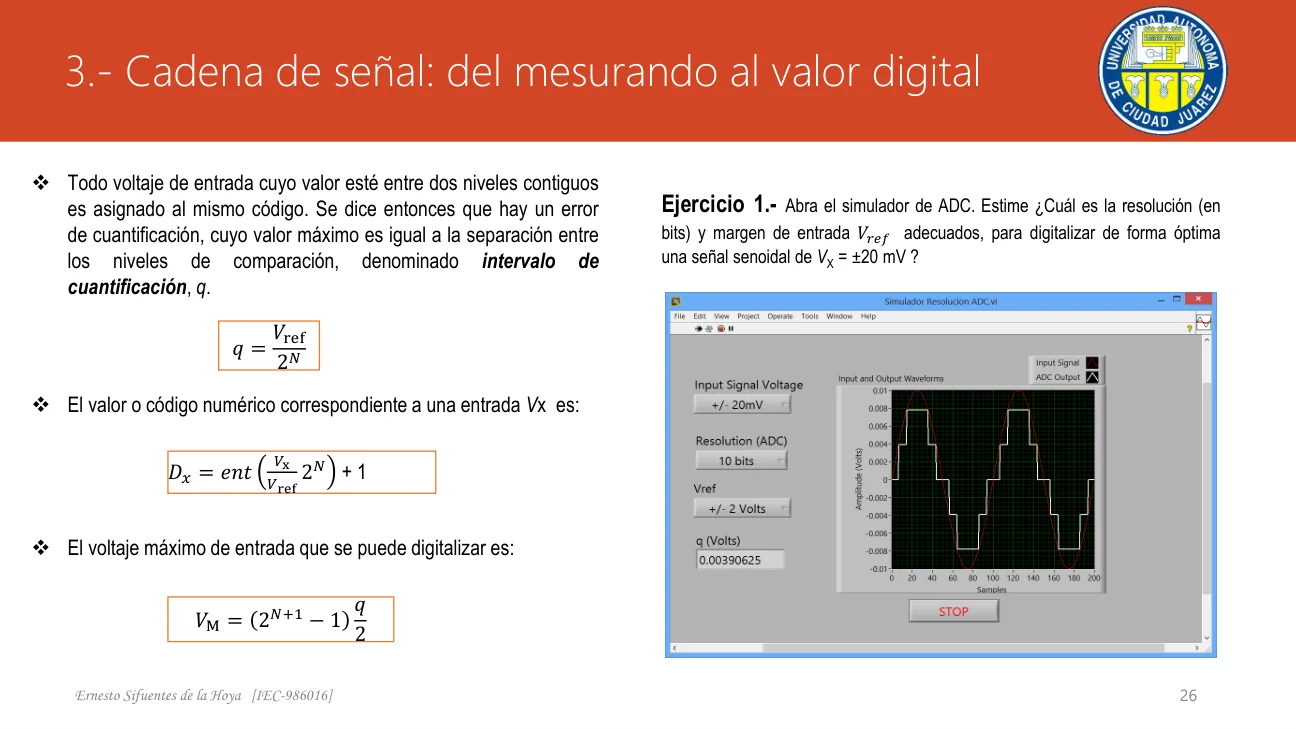 3.- Cadena de señal: del mesurando al valor digital
UNIVERSIDAD AUTONOMA
DE CIUDAD JUAREZ
❖ Todo voltaje de entrada cuyo valor esté entre dos niveles contiguos
es asignado al mismo código. Se dice entonces que hay un error
de cuantificación, cuyo valor máximo es igual a la separación entre
los niveles de comparación, denominado intervalo de
cuantificación, q.
q = V_ref / 2^N
❖ El valor o código numérico correspondiente a una entrada Vx es:
D_x = ent (V_x / V_ref 2^N) + 1
❖ El voltaje máximo de entrada que se puede digitalizar es:
V_M = (2^{N+1} − 1) q / 2
Ejercicio 1.- Abra el simulador de ADC. Estime ¿Cuál es la resolución (en
bits) y margen de entrada V_ref adecuados, para digitalizar de forma óptima
una señal senoidal de V_X = ±20 mV ?
Simulador Resolucion ADC.vi
File Edit View Project Operate Tools Window Help
Input Signal
ADC Output
Input Signal Voltage
+/- 20mV
Resolution (ADC)
10 bits
Vref
+/- 2 Volts
q (Volts)
0.00390625
Input and Output Waveforms
Amplitude (Volts)
0.01
0.008
0.006
0.004
0.002
0
-0.002
-0.004
-0.006
-0.008
-0.01
0 20 40 60 80 100 120 140 160 180 200
Samples
STOP
Ernesto Sifuentes de la Hoya [IEC-986016]
26